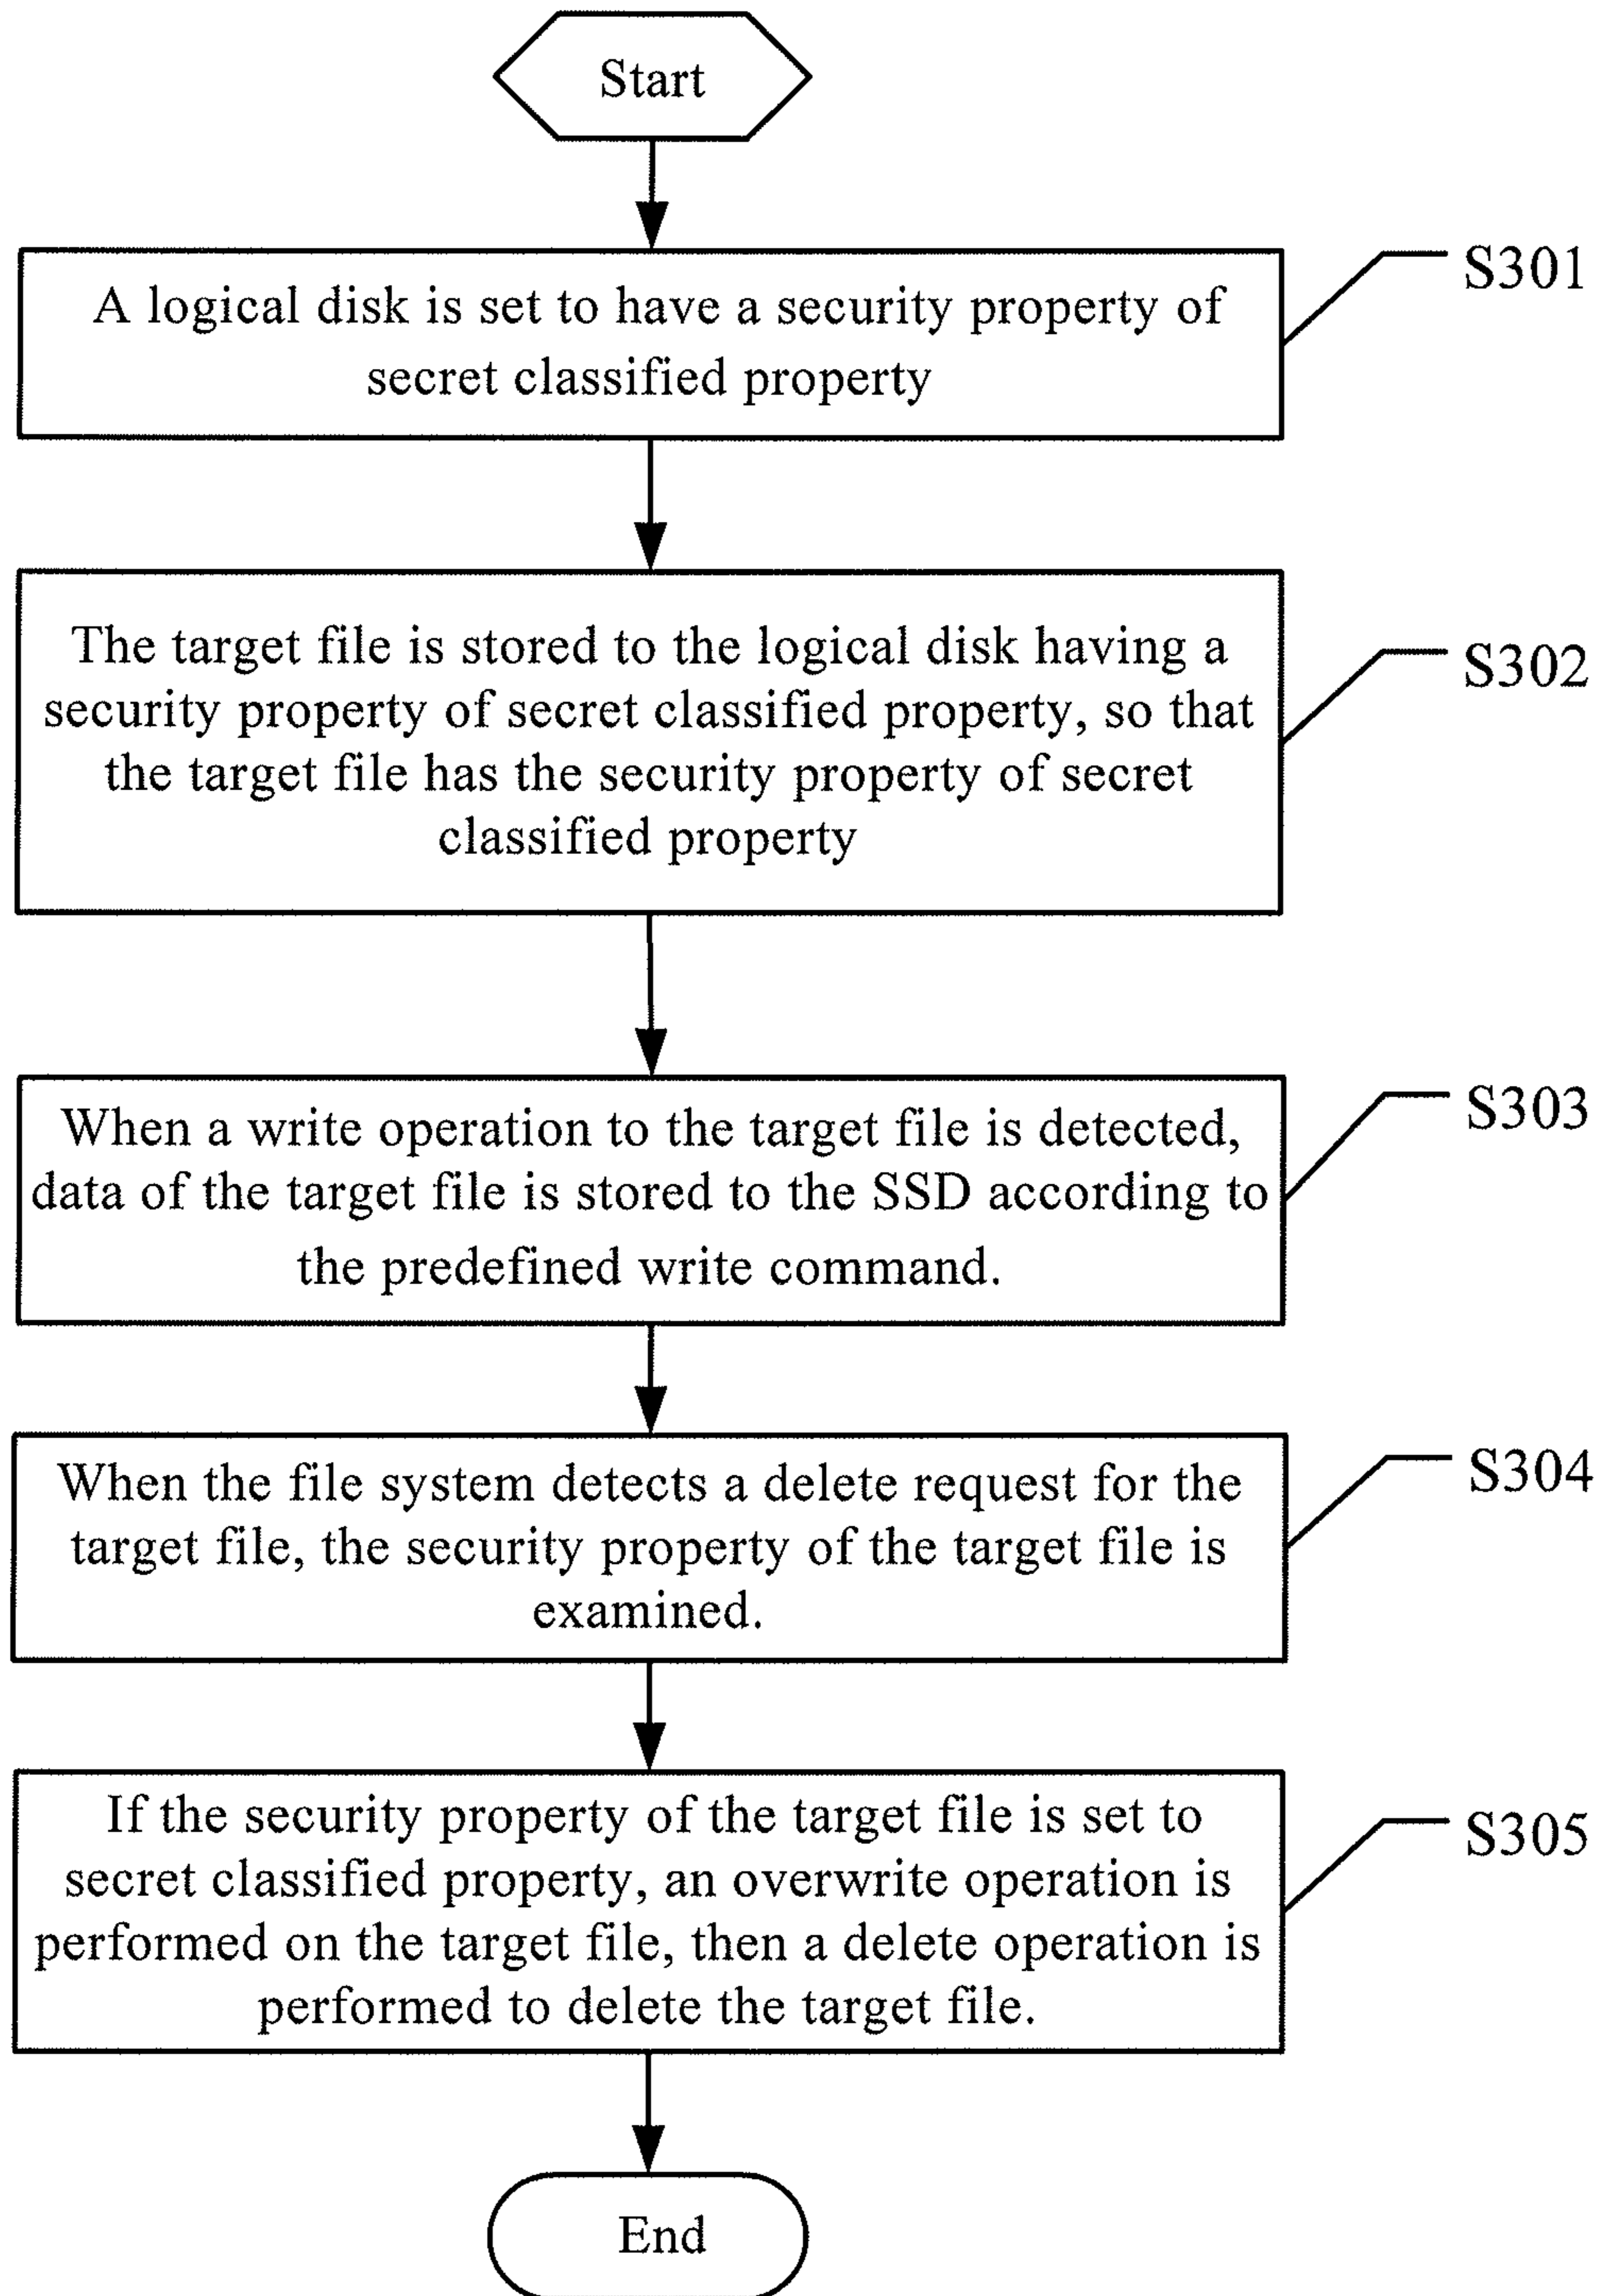 Start
A logical disk is set to have a security property of
secret classified property
S301
The target file is stored to the logical disk having a
security property of secret classified property, so that
the target file has the security property of secret
classified property
S302
When a write operation to the target file is detected,
data of the target file is stored to the SSD according to
the predefined write command.
S303
When the file system detects a delete request for the
target file, the security property of the target file is
examined.
S304
If the security property of the target file is set to
secret classified property, an overwrite operation is
performed on the target file, then a delete operation is
performed to delete the target file.
S305
End